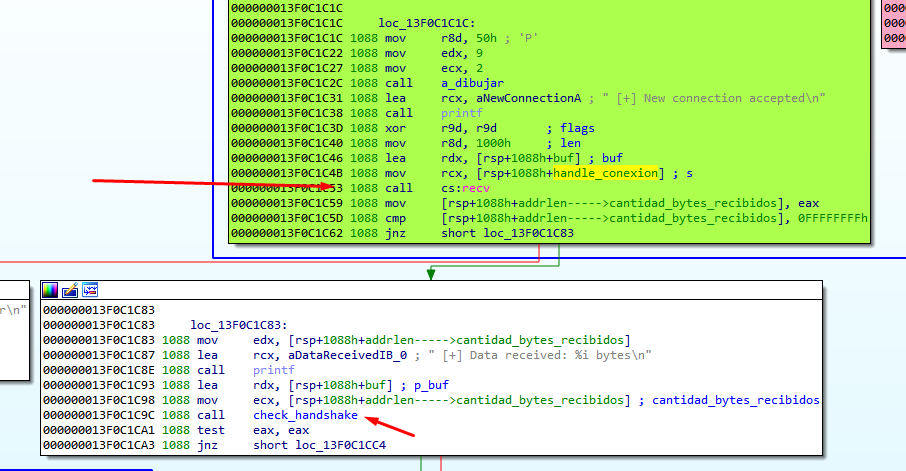 000000013F0C1C1C
000000013F0C1C1C loc_13F0C1C1C:
000000013F0C1C1C 1088 mov r8d, 50h ; 'P'
000000013F0C1C22 1088 mov edx, 9
000000013F0C1C27 1088 mov ecx, 2
000000013F0C1C2C 1088 call a_dibujar
000000013F0C1C31 1088 lea rcx, aNewConnectionA ; " [+] New connection accepted\n"
000000013F0C1C38 1088 call printf
000000013F0C1C3D 1088 xor r9d, r9d ; flags
000000013F0C1C40 1088 mov r8d, 1000h ; len
000000013F0C1C46 1088 lea rdx, [rsp+1088h+buf] ; buf
000000013F0C1C4B 1088 mov rcx, [rsp+1088h+handle_conexion] ; s
000000013F0C1C53 1088 call cs:recv
000000013F0C1C59 1088 mov [rsp+1088h+addrlen----->cantidad_bytes_recibidos], eax
000000013F0C1C5D 1088 cmp [rsp+1088h+addrlen----->cantidad_bytes_recibidos], 0FFFFFFFFh
000000013F0C1C62 1088 jnz short loc_13F0C1C83
000
000
000
r\n"
000000013F0C1C83
000000013F0C1C83 loc_13F0C1C83:
000000013F0C1C83 1088 mov edx, [rsp+1088h+addrlen----->cantidad_bytes_recibidos]
000000013F0C1C87 1088 lea rcx, aDataReceivedIB_0 ; " [+] Data received: %i bytes\n"
000000013F0C1C8E 1088 call printf
000000013F0C1C93 1088 lea rdx, [rsp+1088h+buf] ; p_buf
000000013F0C1C98 1088 mov ecx, [rsp+1088h+addrlen----->cantidad_bytes_recibidos] ; cantidad_bytes_recibidos
000000013F0C1C9C 1088 call check_handshake
000000013F0C1CA1 1088 test eax, eax
000000013F0C1CA3 1088 jnz short loc_13F0C1CC4